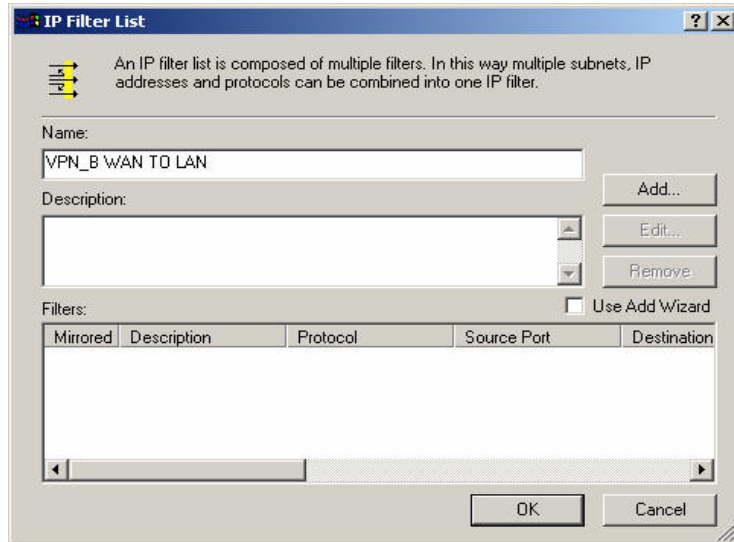 IP Filter List
An IP filter list is composed of multiple filters. In this way multiple subnets, IP
addresses and protocols can be combined into one IP filter.
Name:
VPN_B WAN TO LAN
Add...
Description:
Edit...
Remove
Filters:
Use Add Wizard
Mirrored Description Protocol Source Port Destination
OK Cancel